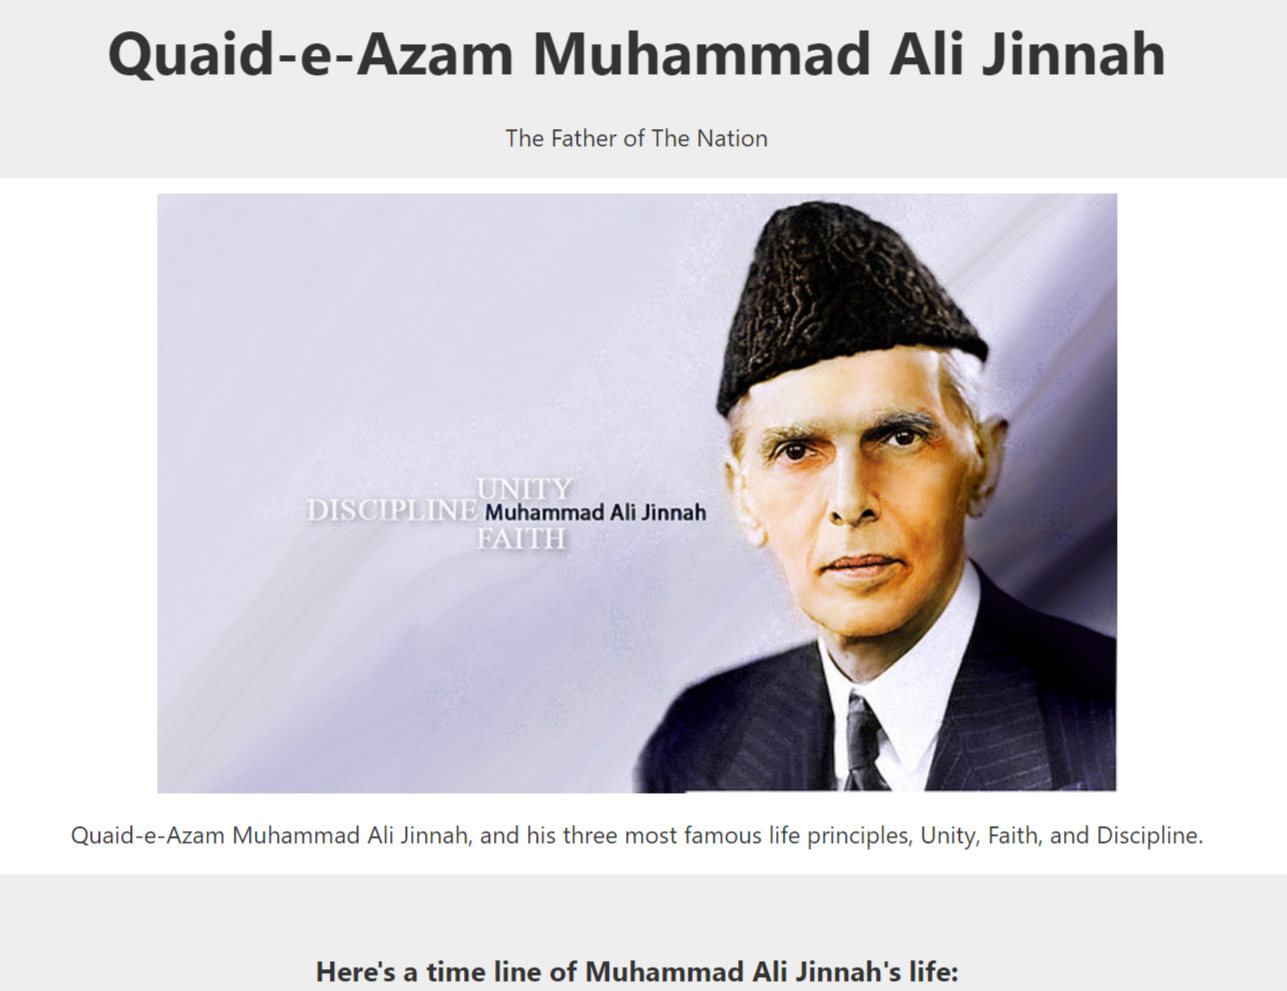 Quaid-e-Azam Muhammad Ali Jinnah
The Father of The Nation
UNITY
DISCIPLINE Muhammad Ali Jinnah
FAITH
Quaid-e-Azam Muhammad Ali Jinnah, and his three most famous life principles, Unity, Faith, and Discipline.
Here's a time line of Muhammad Ali Jinnah's life: